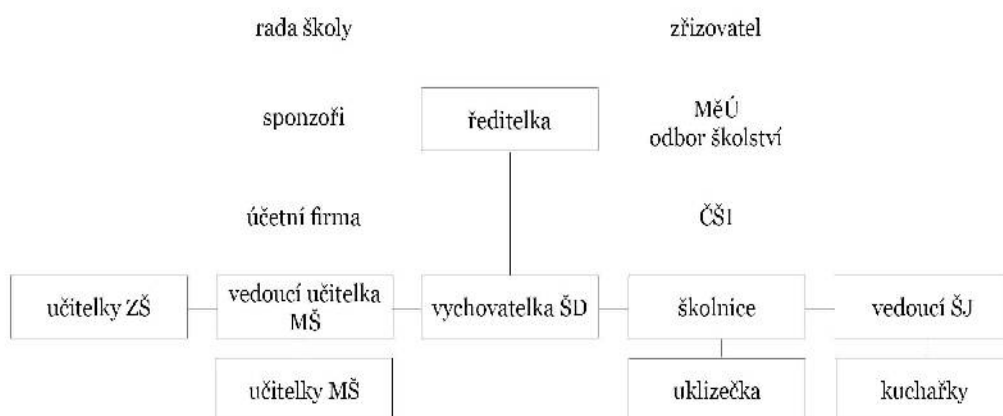 rada školy
zřizovatel
sponzoři
ředitelka
MěÚ
odbor školství
účetní firma
ČŠI
učitelky ZŠ
vedoucí učitelka
MŠ
vychovatelka ŠD
školnice
vedoucí ŠJ
učitelky MŠ
uklizečka
kuchařky